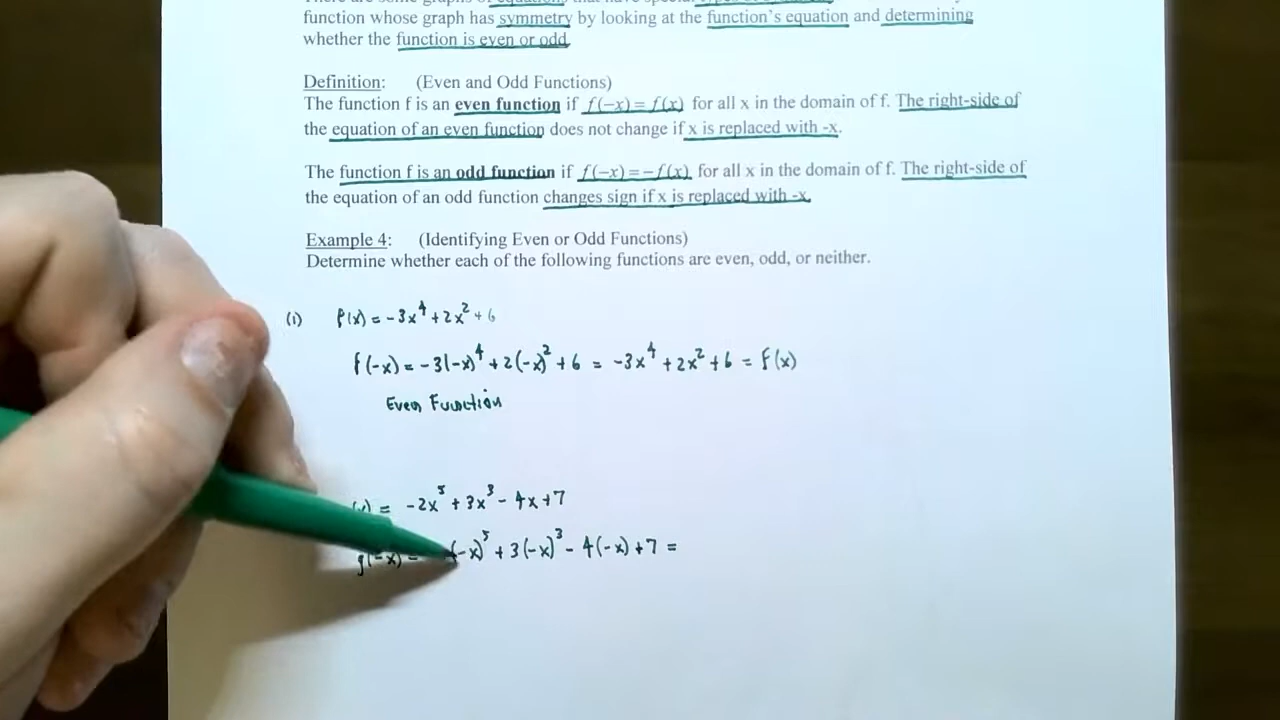 function whose graph has symmetry by looking at the function's equation and determining
whether the function is even or odd.
Definition: (Even and Odd Functions)
The function f is an even function if f(-x) = f(x) for all x in the domain of f. The right-side of
the equation of an even function does not change if x is replaced with -x.
The function f is an odd function if f(-x) = -f(x) for all x in the domain of f. The right-side of
the equation of an odd function changes sign if x is replaced with -x.
Example 4: (Identifying Even or Odd Functions)
Determine whether each of the following functions are even, odd, or neither.
(1) f(x) = -3x⁴ + 2x² + 6
f(-x) = -3(-x)⁴ + 2(-x)² + 6 = -3x⁴ + 2x² + 6 = f(x)
Even Function
= -2x⁵ + 3x³ - 4x + 7
g(-x) = (-x)⁵ + 3(-x)³ - 4(-x) + 7 =